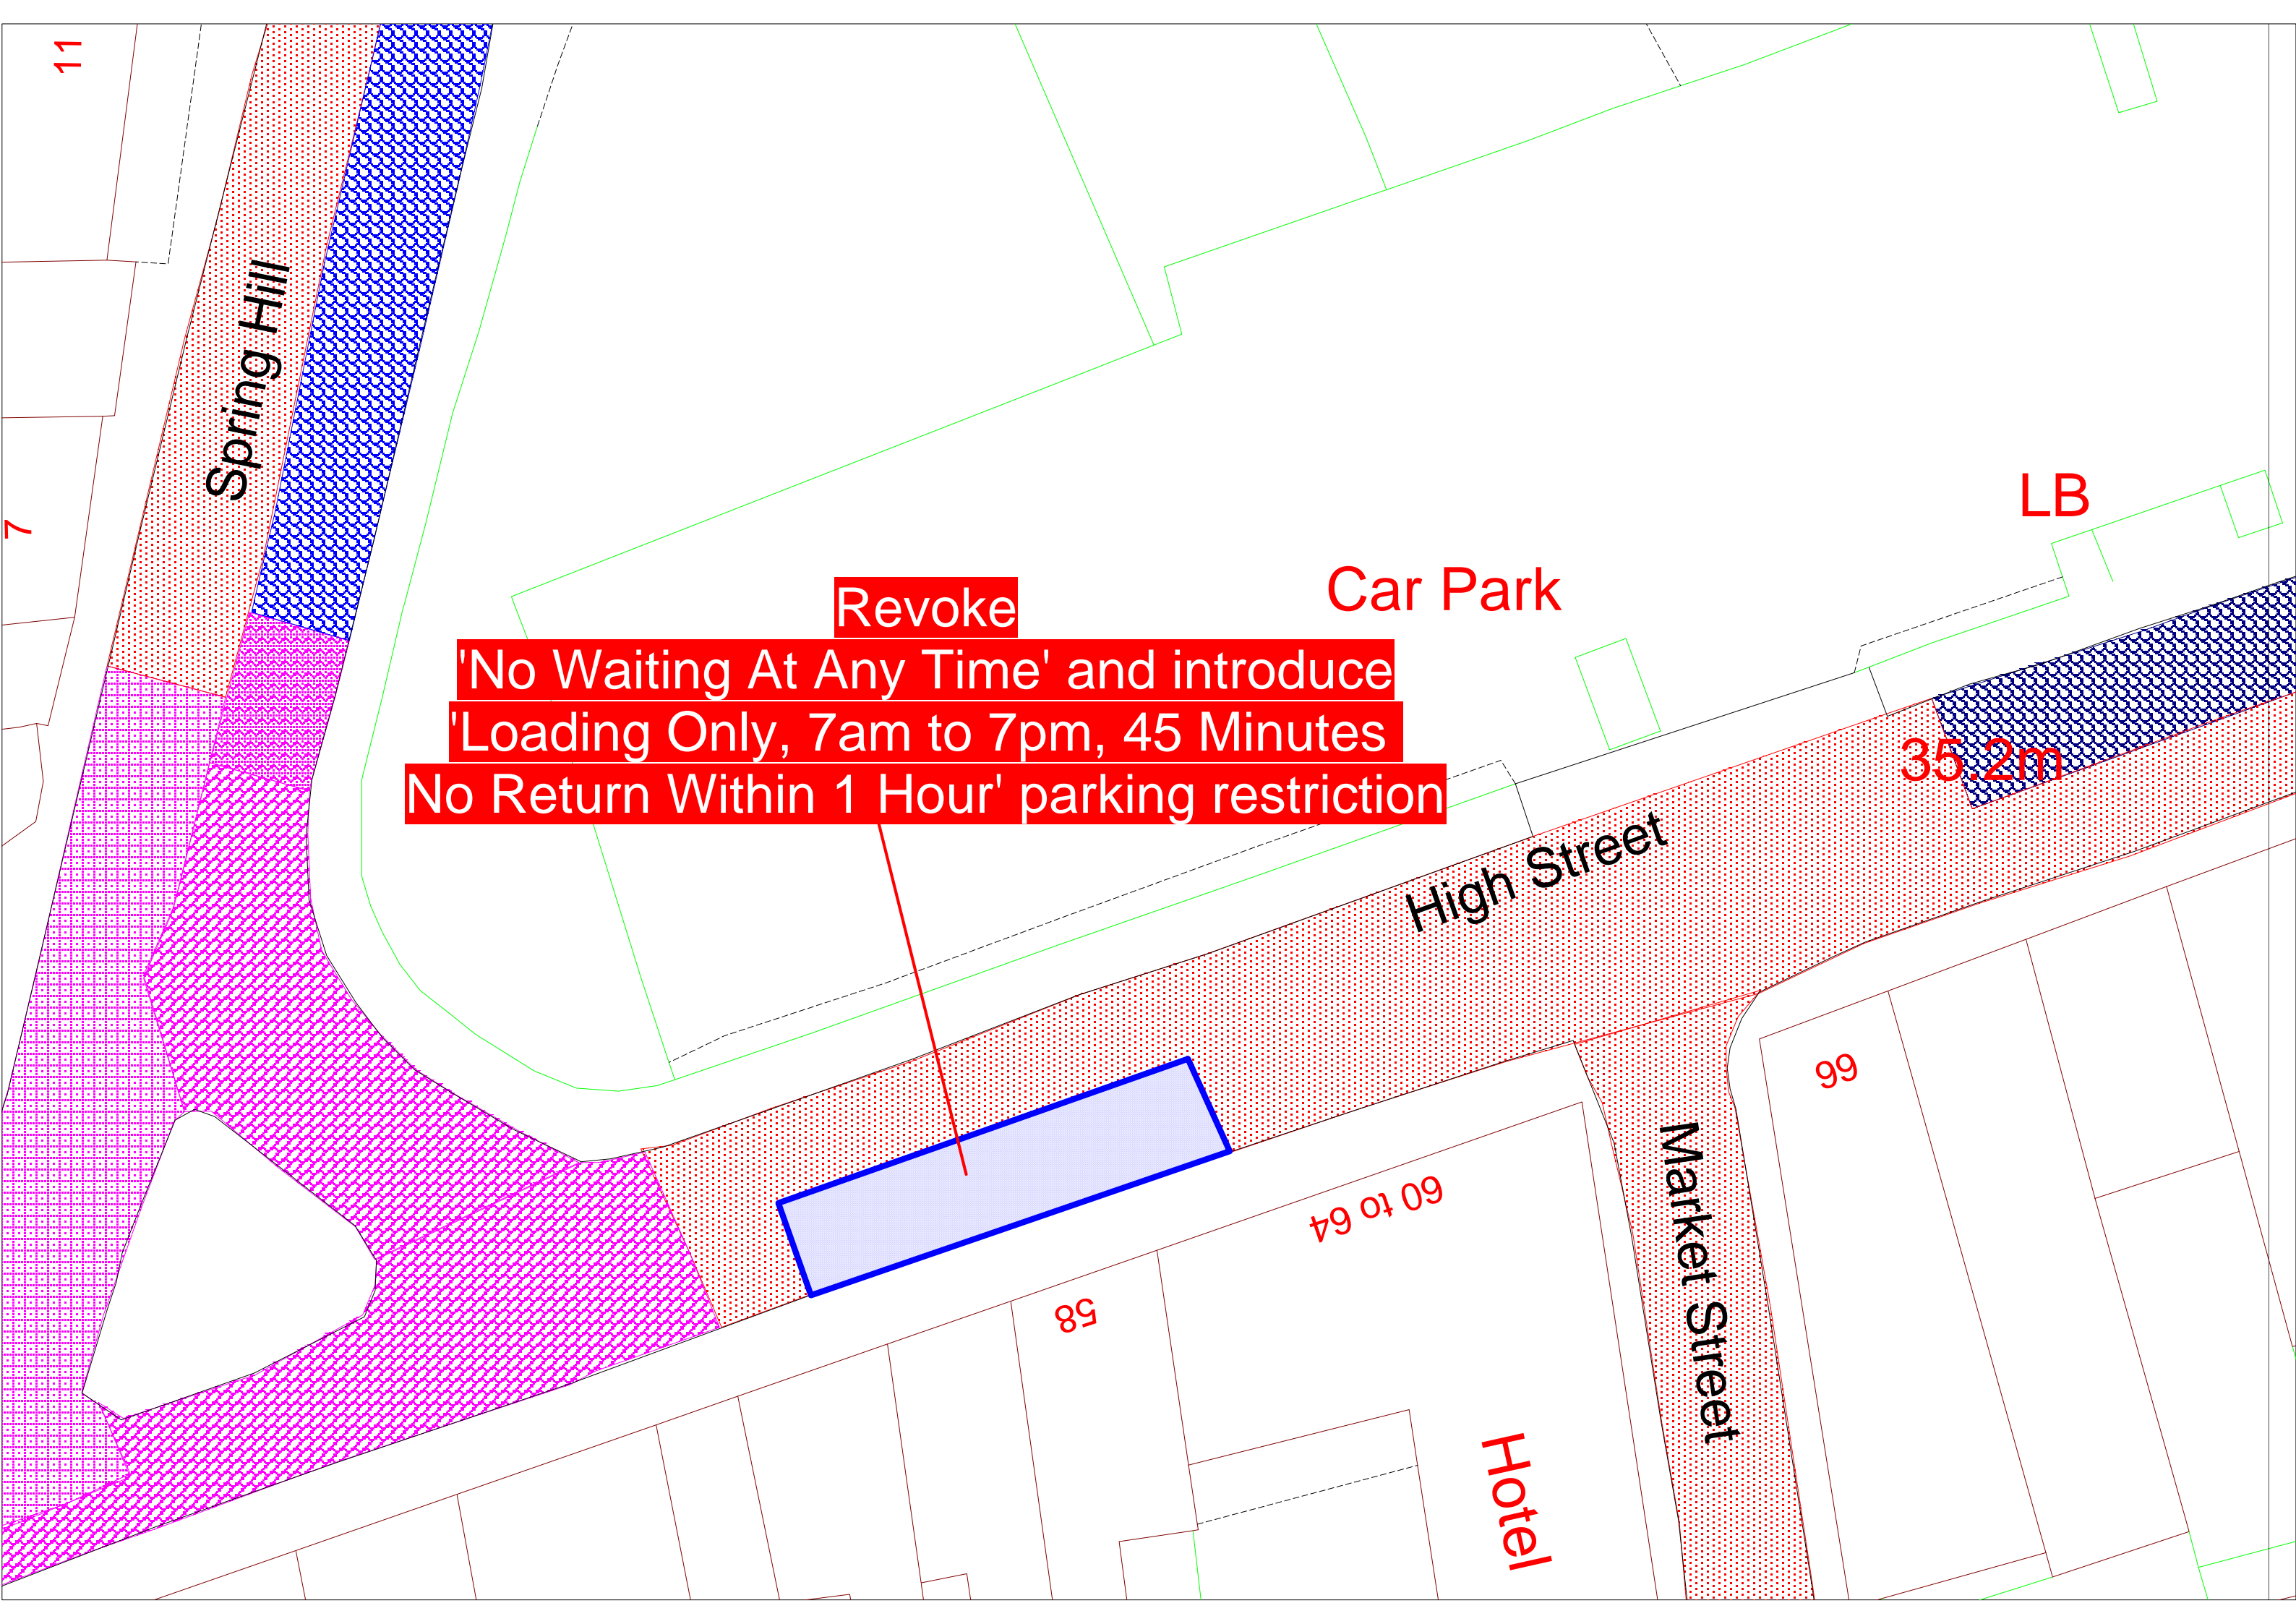 11
Spring Hill
7
LB
Car Park
Revoke
'No Waiting At Any Time' and introduce
'Loading Only, 7am to 7pm, 45 Minutes
No Return Within 1 Hour' parking restriction
35.2m
High Street
66
Market Street
60 to 64
58
Hotel